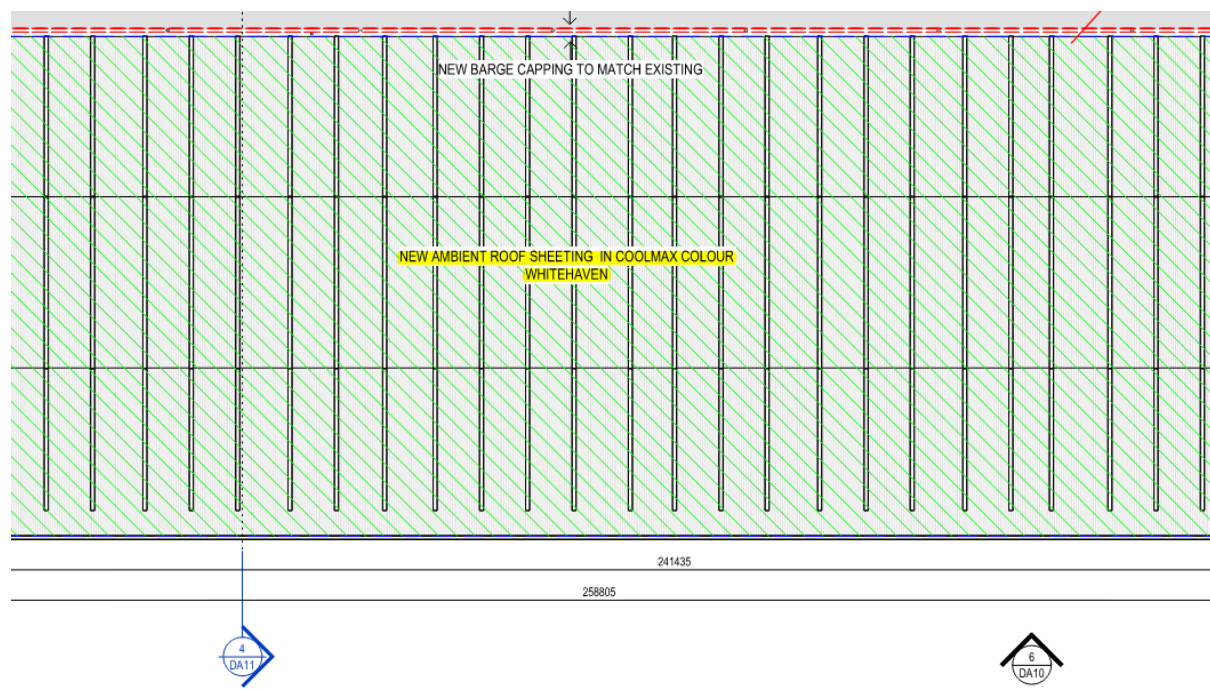 NEW BARGE CAPPING TO MATCH EXISTING
NEW AMBIENT ROOF SHEETING IN COOLMAX COLOUR
WHITEHAVEN
241435
258805
4
DA11
6
DA10